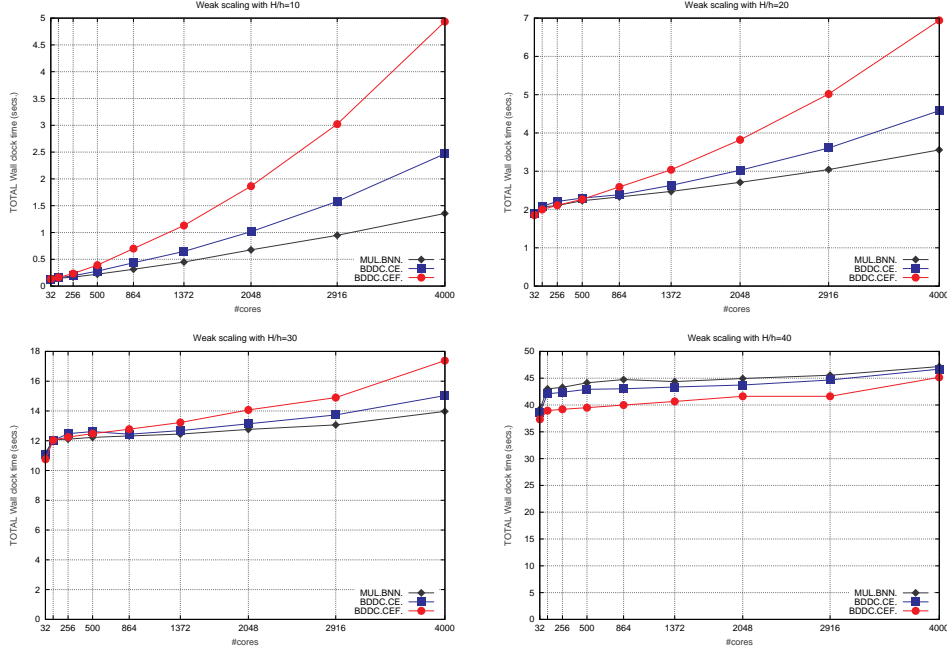 Weak scaling with H/h=10
5
4.5
4
3.5
3
2.5
2
1.5
1
0.5
0
TOTAL Wall clock time (secs.)
MUL.BNN.
BDDC.CE.
BDDC.CEF.
32 256 500 864 1372 2048 2916 4000
#cores
Weak scaling with H/h=20
7
6
5
4
3
2
1
0
TOTAL Wall clock time (secs.)
MUL.BNN.
BDDC.CE.
BDDC.CEF.
32 256 500 864 1372 2048 2916 4000
#cores
Weak scaling with H/h=30
18
16
14
12
10
8
6
4
2
0
TOTAL Wall clock time (secs.)
MUL.BNN.
BDDC.CE.
BDDC.CEF.
32 256 500 864 1372 2048 2916 4000
#cores
Weak scaling with H/h=40
50
45
40
35
30
25
20
15
10
5
0
TOTAL Wall clock time (secs.)
MUL.BNN.
BDDC.CE.
BDDC.CEF.
32 256 500 864 1372 2048 2916 4000
#cores